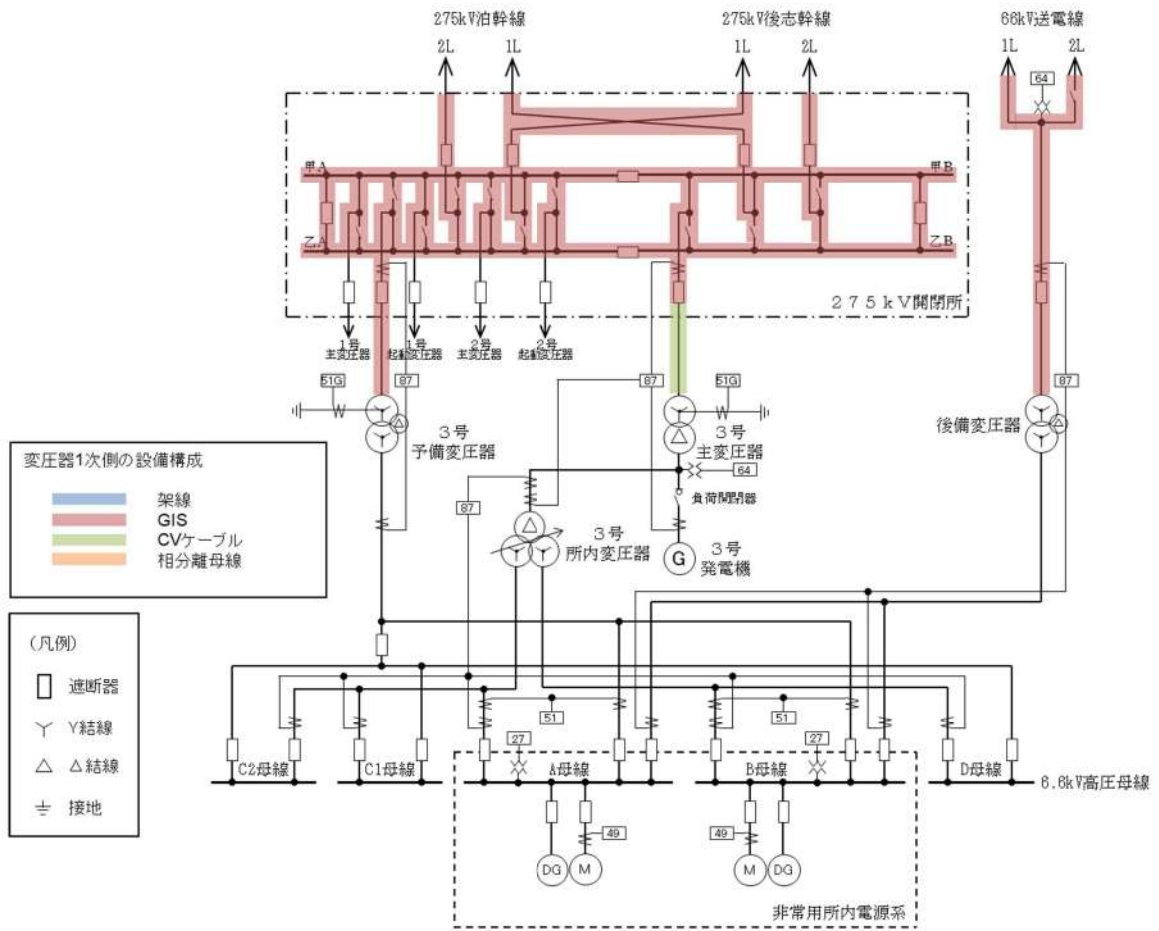 275kV泊幹線
275kV後志幹線
66kV送電線
2L
1L
1L
2L
1L
2L
64
甲A
甲B
乙A
乙B
275kV開閉所
1号
主変圧器
1号
起動変圧器
2号
主変圧器
2号
起動変圧器
51G
87
87
51G
87
3号
予備変圧器
3号
主変圧器
後備変圧器
64
負荷開閉器
87
3号
所内変圧器
G
3号
発電機
変圧器1次側の設備構成
架線
GIS
CVケーブル
相分離母線
(凡例)
遮断器
Y結線
△結線
接地
51
51
27
27
C2母線
C1母線
A母線
B母線
D母線
6.6kV高圧母線
49
49
DG
M
M
DG
非常用所内電源系